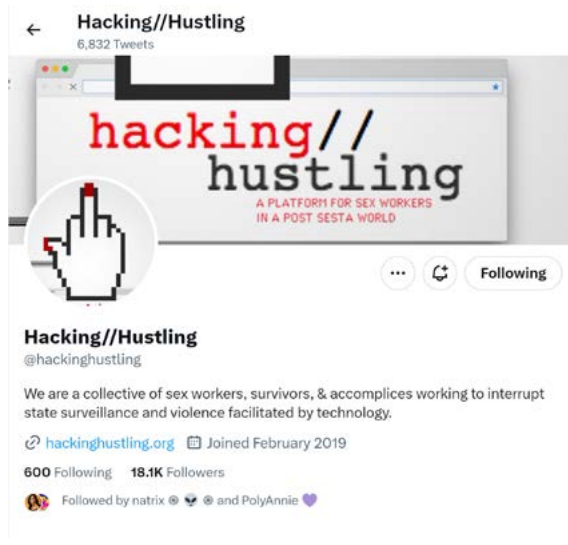 Hacking//Hustling
6,832 Tweets
hacking//
hustling
A PLATFORM FOR SEX WORKERS
IN A POST SESTA WORLD
Following
Hacking//Hustling
@hackinghustling
We are a collective of sex workers, survivors, & accomplices working to interrupt
state surveillance and violence facilitated by technology.
hackinghustling.org Joined February 2019
600 Following 18.1K Followers
Followed by natrix ֎ 👽 ֎ and PolyAnnie 💜